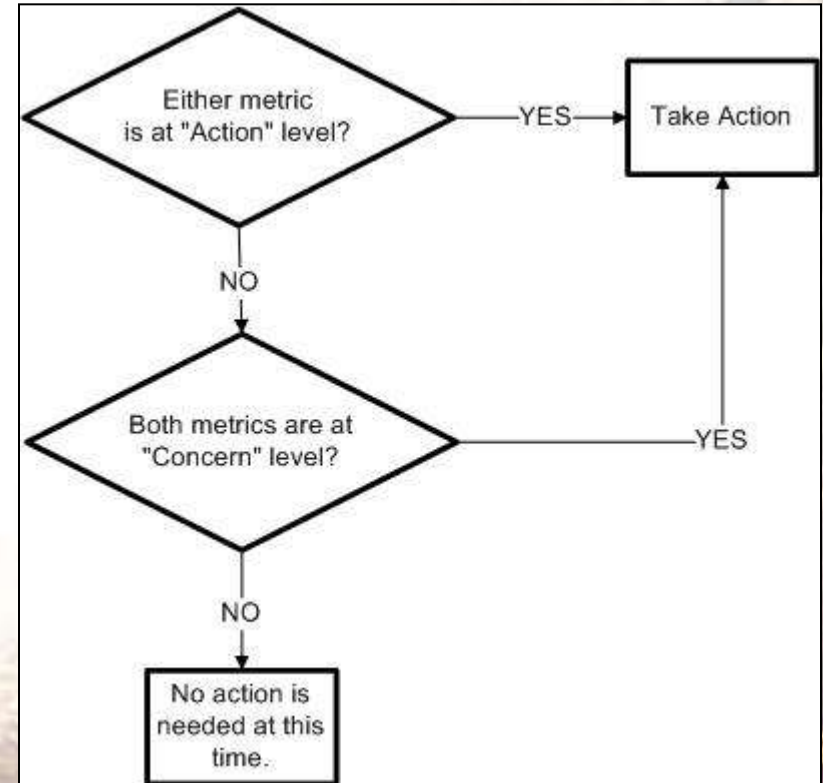 Either metric
is at "Action" level?
YES
Take Action
NO
Both metrics are at
"Concern" level?
YES
NO
No action is
needed at this
time.